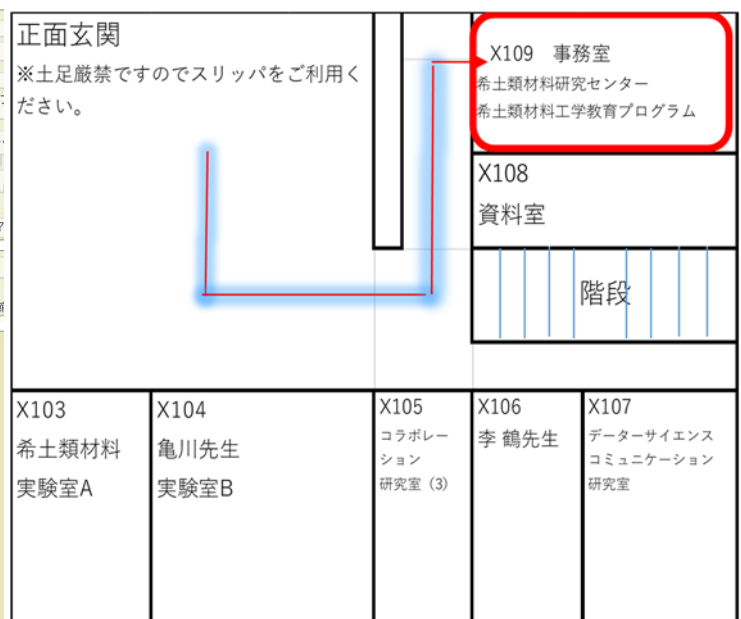 正面玄関
※土足厳禁ですのでスリッパをご利用く
ださい。
X109 事務室
希土類材料研究センター
希土類材料工学教育プログラム
X108
資料室
階段
X103
希土類材料
実験室A
X104
亀川先生
実験室B
X105
コラボレー
ション
研究室（3）
X106
李 鶴先生
X107
データーサイエンス
コミュニケーション
研究室